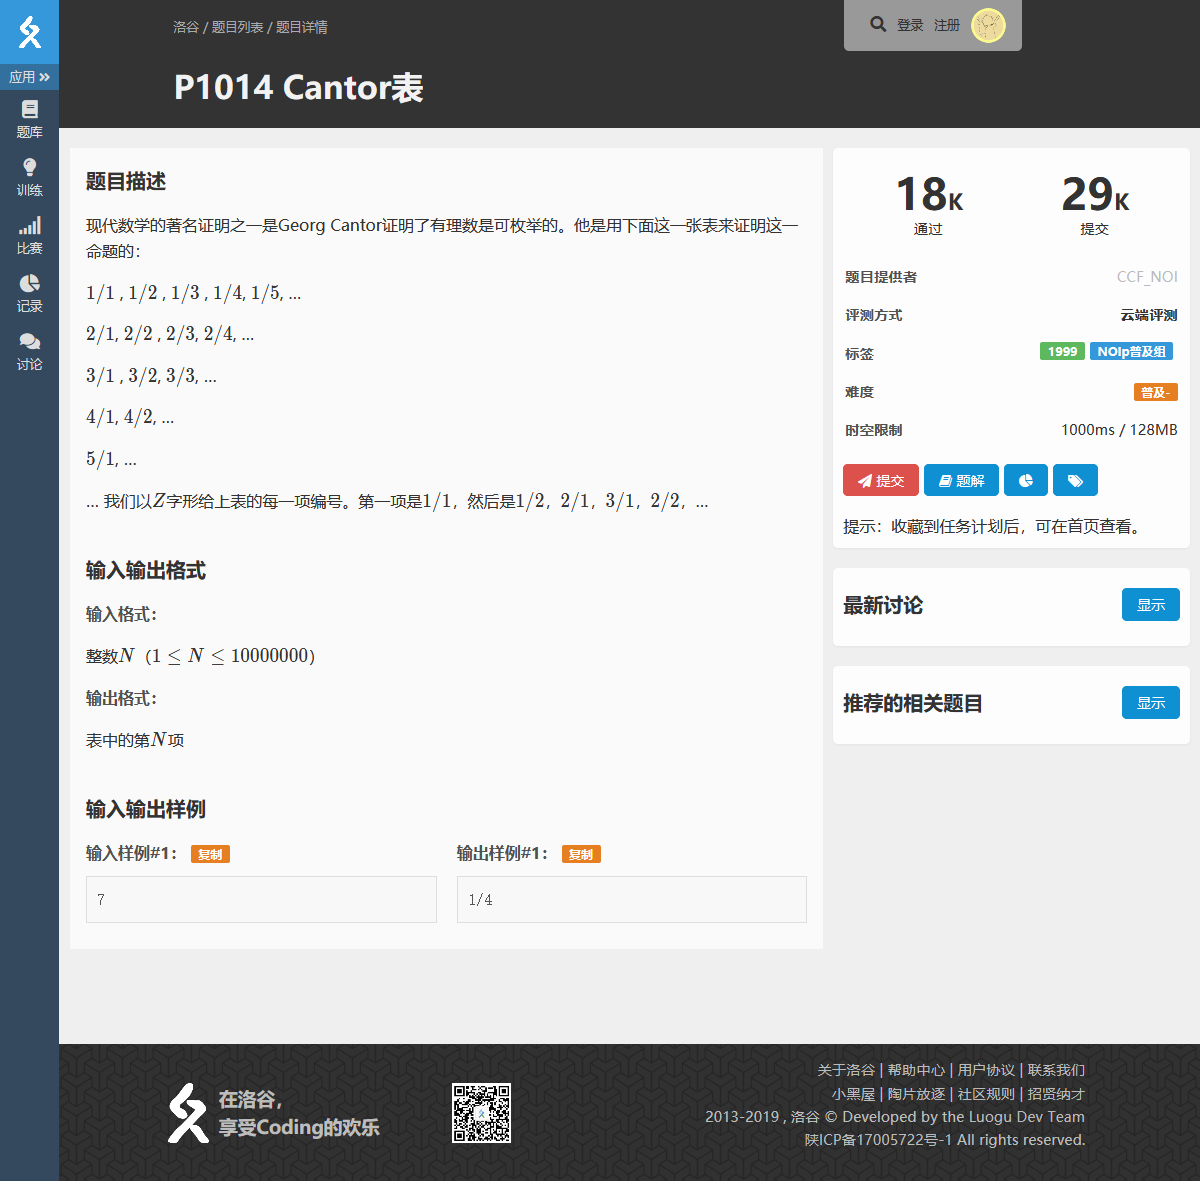 洛谷 / 题目列表 / 题目详情
登录 注册
P1014 Cantor表
应用
题库
训练
比赛
记录
讨论
题目描述
现代数学的著名证明之一是Georg Cantor证明了有理数是可枚举的。他是用下面这一张表来证明这一
命题的：
1/1 , 1/2 , 1/3 , 1/4, 1/5, ...
2/1, 2/2 , 2/3, 2/4, ...
3/1 , 3/2, 3/3, ...
4/1, 4/2, ...
5/1, ...
... 我们以Z字形给上表的每一项编号。第一项是1/1，然后是1/2，2/1，3/1，2/2，...
输入输出格式
输入格式：
整数N（1 ≤ N ≤ 10000000）
输出格式：
表中的第N项
输入输出样例
输入样例#1： 复制
7
输出样例#1： 复制
1/4
18K
通过
29K
提交
题目提供者 CCF_NOI
评测方式 云端评测
标签 1999 NOIp普及组
难度 普及-
时空限制 1000ms / 128MB
提交 题解
提示：收藏到任务计划后，可在首页查看。
最新讨论 显示
推荐的相关题目 显示
在洛谷，
享受Coding的欢乐
关于洛谷 | 帮助中心 | 用户协议 | 联系我们
小黑屋 | 陶片放逐 | 社区规则 | 招贤纳才
2013-2019 , 洛谷 © Developed by the Luogu Dev Team
陕ICP备17005722号-1 All rights reserved.